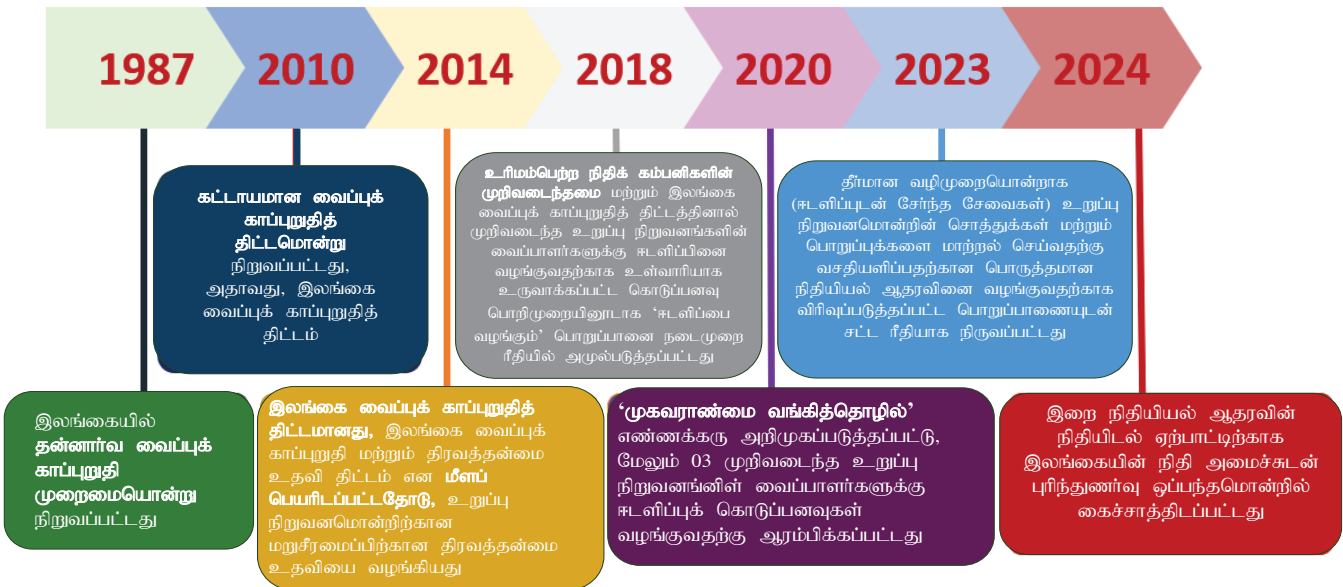 1987
2010
2014
2018
2020
2023
2024
கட்டாயமான வைப்புக்
காப்புறுதித்
திட்டமொன்று
நிறுவப்பட்டது,
அதாவது, இலங்கை
வைப்புக் காப்புறுதித்
திட்டம்
உரிமம்பெற்ற நிதிக் கம்பனிகளின்
முறிவடைந்தமை மற்றும் இலங்கை
வைப்புக் காப்புறுதித் திட்டத்தினால்
முறிவடைந்த உறுப்பு நிறுவனங்களின்
வைப்பாளர்களுக்கு ஈடளிப்பினை
வழங்குவதற்காக உள்வாரியாக
உருவாக்கப்பட்ட கொடுப்பனவு
பொறிமுறையினூடாக ‘ஈடளிப்பை
வழங்கும்’ பொறுப்பானை நடைமுறை
ரீதியில் அமுல்படுத்தப்பட்டது
தீர்மான வழிமுறையொன்றாக
(ஈடளிப்புடன் சேர்ந்த சேவைகள்) உறுப்பு
நிறுவனமொன்றின் சொத்துக்கள் மற்றும்
பொறுப்புக்களை மாற்றல் செய்வதற்கு
வசதியளிப்பதற்கான பொருத்தமான
நிதியியல் ஆதரவினை வழங்குவதற்காக
விரிவுப்படுத்தப்பட்ட பொறுப்பாணையுடன்
சட்ட ரீதியாக நிருவப்பட்டது
இலங்கையில்
தன்னார்வ வைப்புக்
காப்புறுதி
முறைமையொன்று
நிறுவப்பட்டது
இலங்கை வைப்புக் காப்புறுதித்
திட்டமானது, இலங்கை வைப்புக்
காப்புறுதி மற்றும் திரவத்தன்மை
உதவி திட்டம் என மீளப்
பெயரிடப்பட்டதோடு, உறுப்பு
நிறுவனமொன்றிற்கான
மறுசீரமைப்பிற்கான திரவத்தன்மை
உதவியை வழங்கியது
‘முகவராண்மை வங்கித்தொழில்’
எண்ணக்கரு அறிமுகப்படுத்தப்பட்டு,
மேலும் 03 முறிவடைந்த உறுப்பு
நிறுவனங்னிள் வைப்பாளர்களுக்கு
ஈடளிப்புக் கொடுப்பனவுகள்
வழங்குவதற்கு ஆரம்பிக்கப்பட்டது
இறை நிதியியல் ஆதரவின்
நிதியிடல் ஏற்பாட்டிற்காக
இலங்கையின் நிதி அமைச்சுடன்
புரிந்துணர்வு ஒப்பந்தமொன்றில்
கைச்சாத்திடப்பட்டது